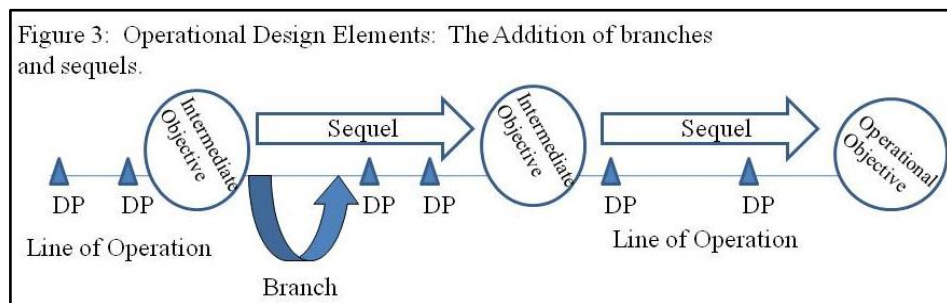 Figure 3:  Operational Design Elements:  The Addition of branches
and sequels.
Intermediate
Objective
Sequel
Intermediate
Objective
Sequel
Operational
Objective
DP
DP
DP
DP
DP
DP
Line of Operation
Line of Operation
Branch